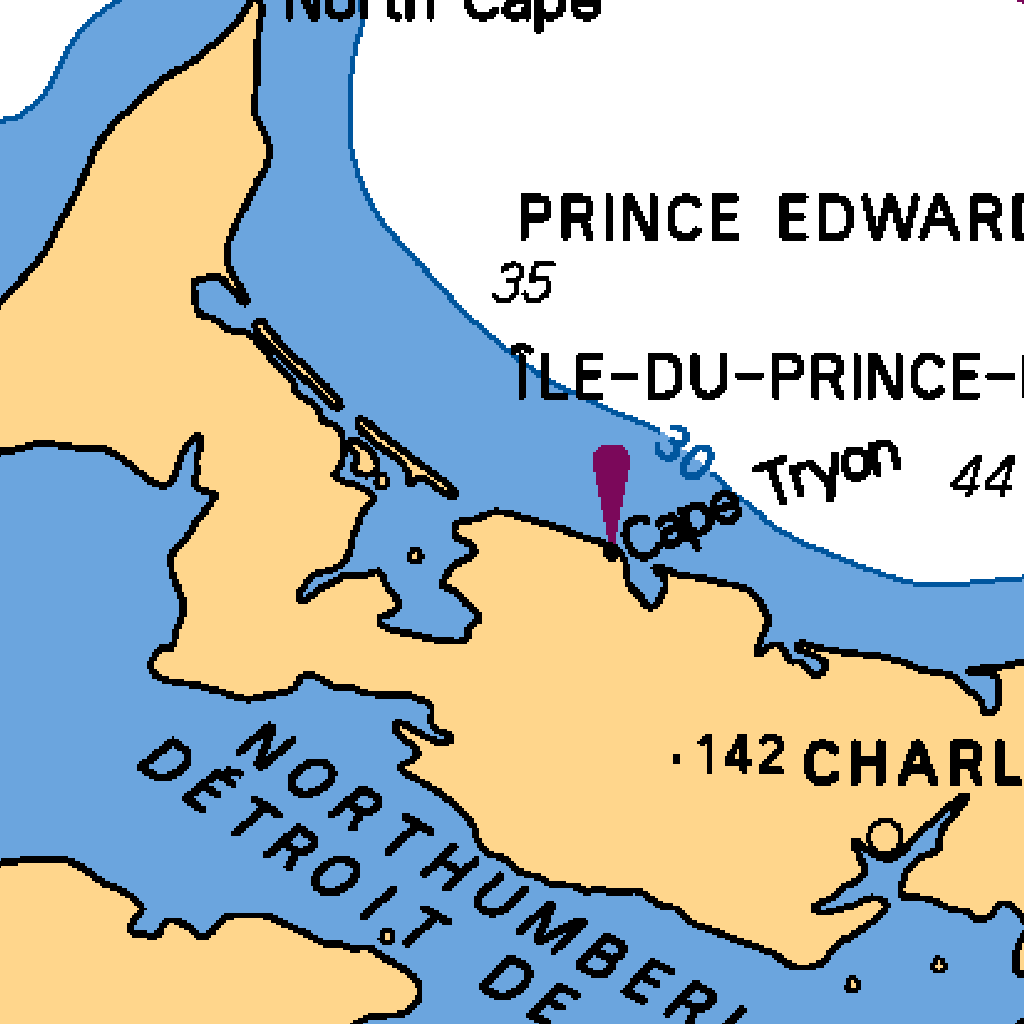 North Cape
PRINCE EDWARD
35
ÎLE-DU-PRINCE-
30
Cape Tryon
44
.142 CHARL
NORTHUMBERL
DÉTROIT DE